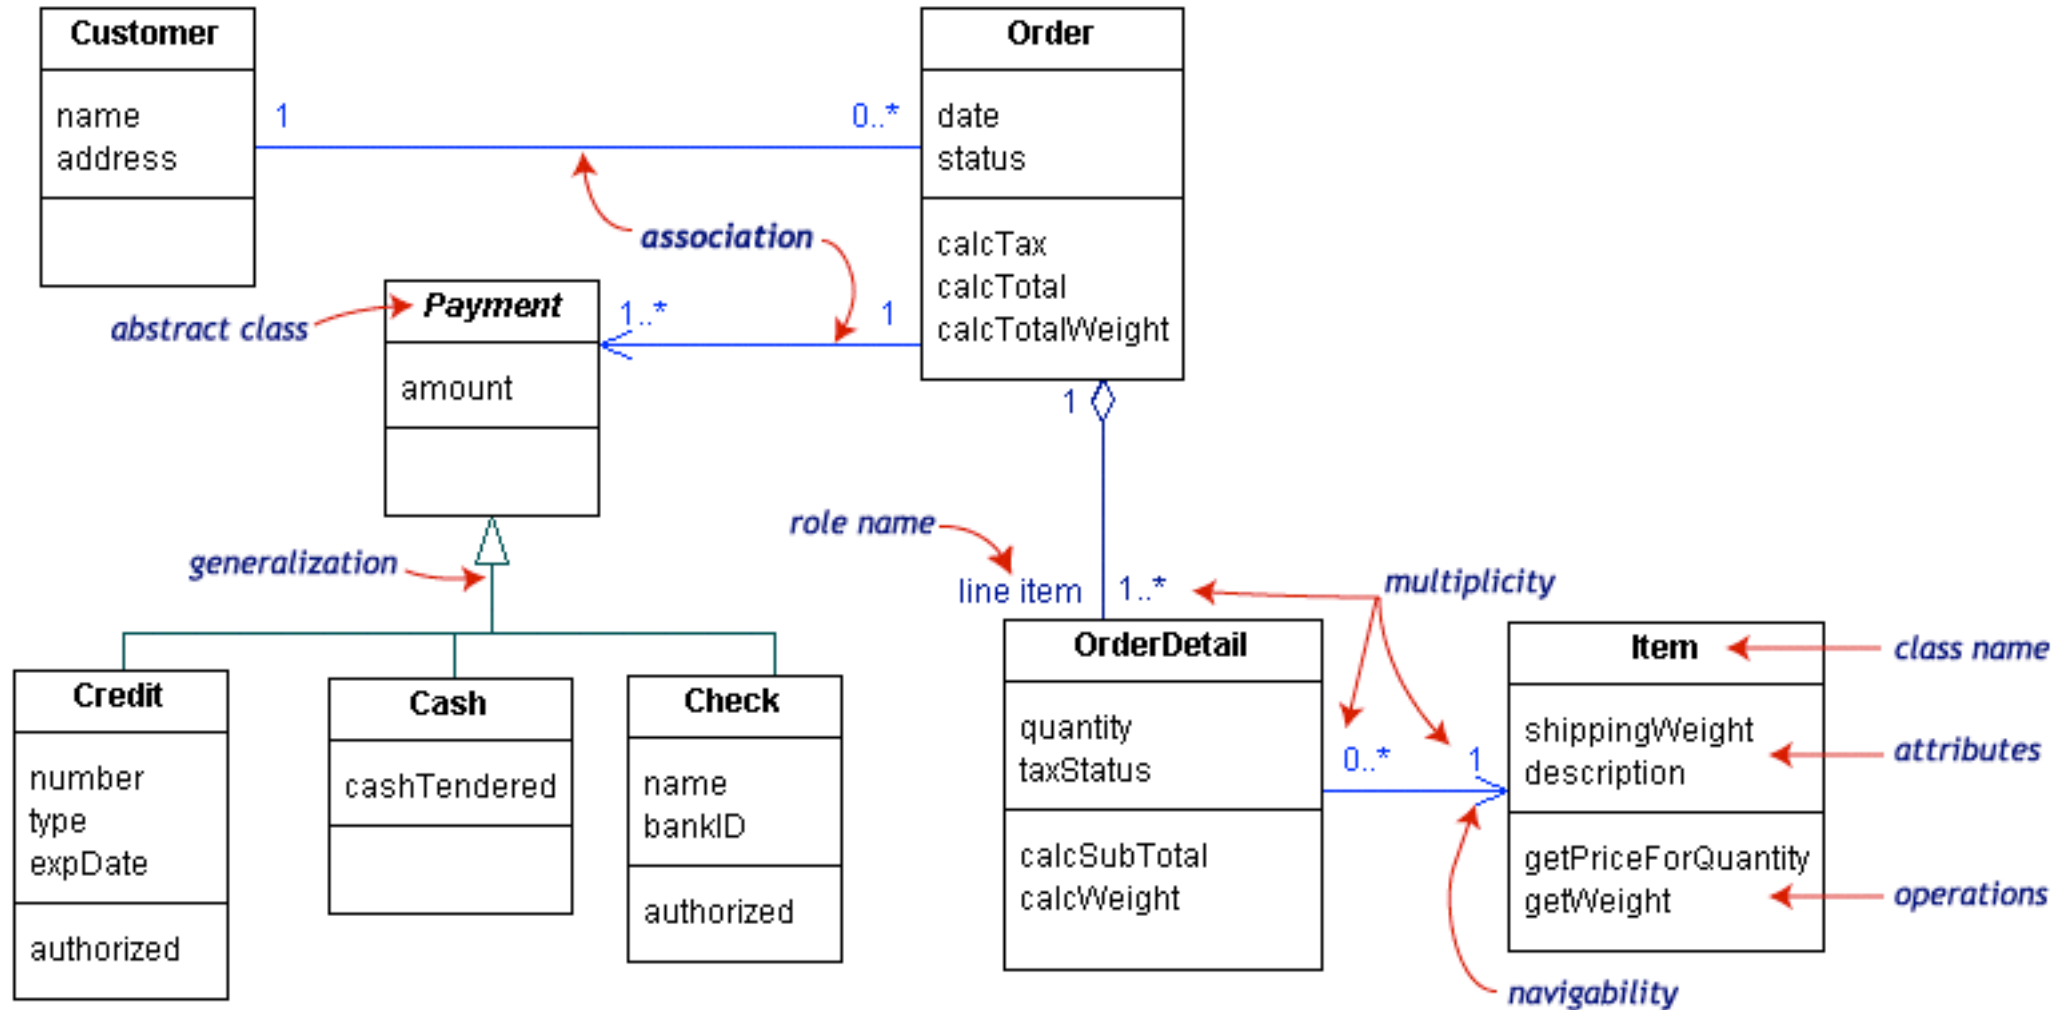 Customer
name
address
1
0..*
Order
date
status
calcTax
calcTotal
calcTotalWeight
association
abstract class
Payment
amount
1..*
1
1
generalization
role name
line item
1..*
multiplicity
Credit
number
type
expDate
authorized
Cash
cashTendered
Check
name
bankID
authorized
OrderDetail
quantity
taxStatus
calcSubTotal
calcWeight
0..*
1
Item
shippingWeight
description
getPriceForQuantity
getWeight
class name
attributes
operations
navigability